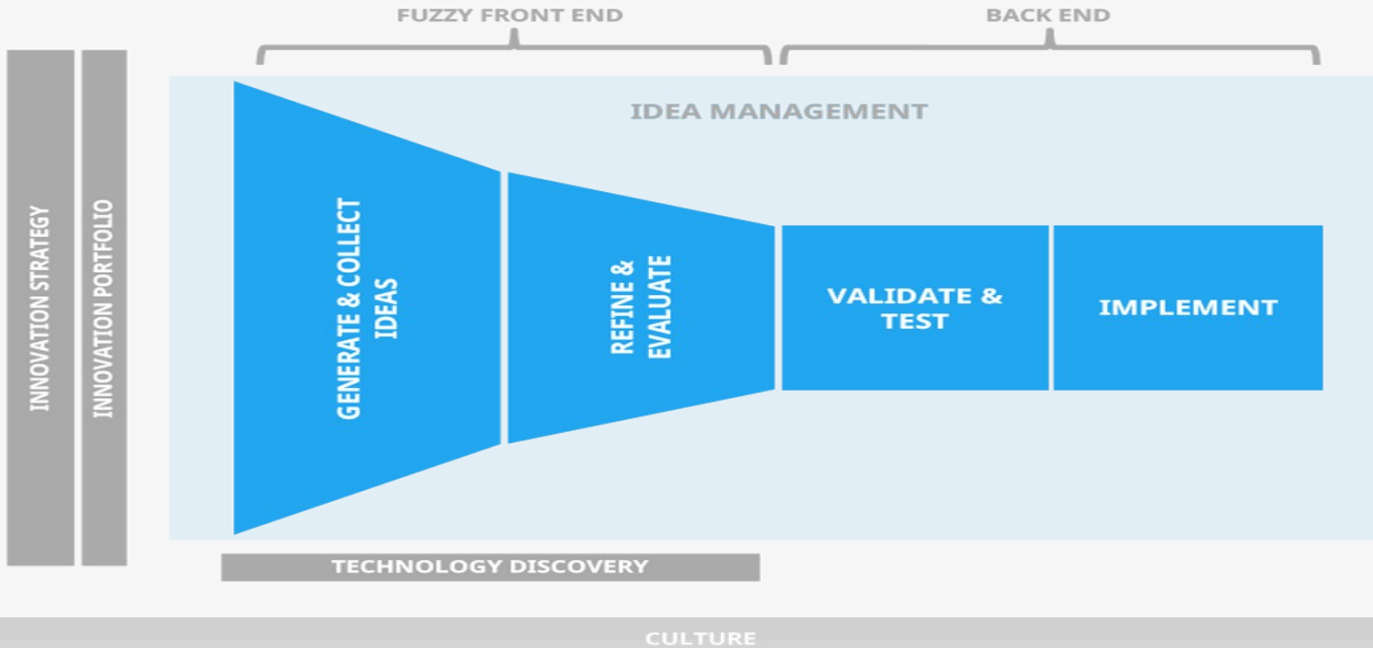 FUZZY FRONT END
BACK END
IDEA MANAGEMENT
INNOVATION STRATEGY
INNOVATION PORTFOLIO
GENERATE & COLLECT
IDEAS
REFINE &
EVALUATE
VALIDATE &
TEST
IMPLEMENT
TECHNOLOGY DISCOVERY
CULTURE